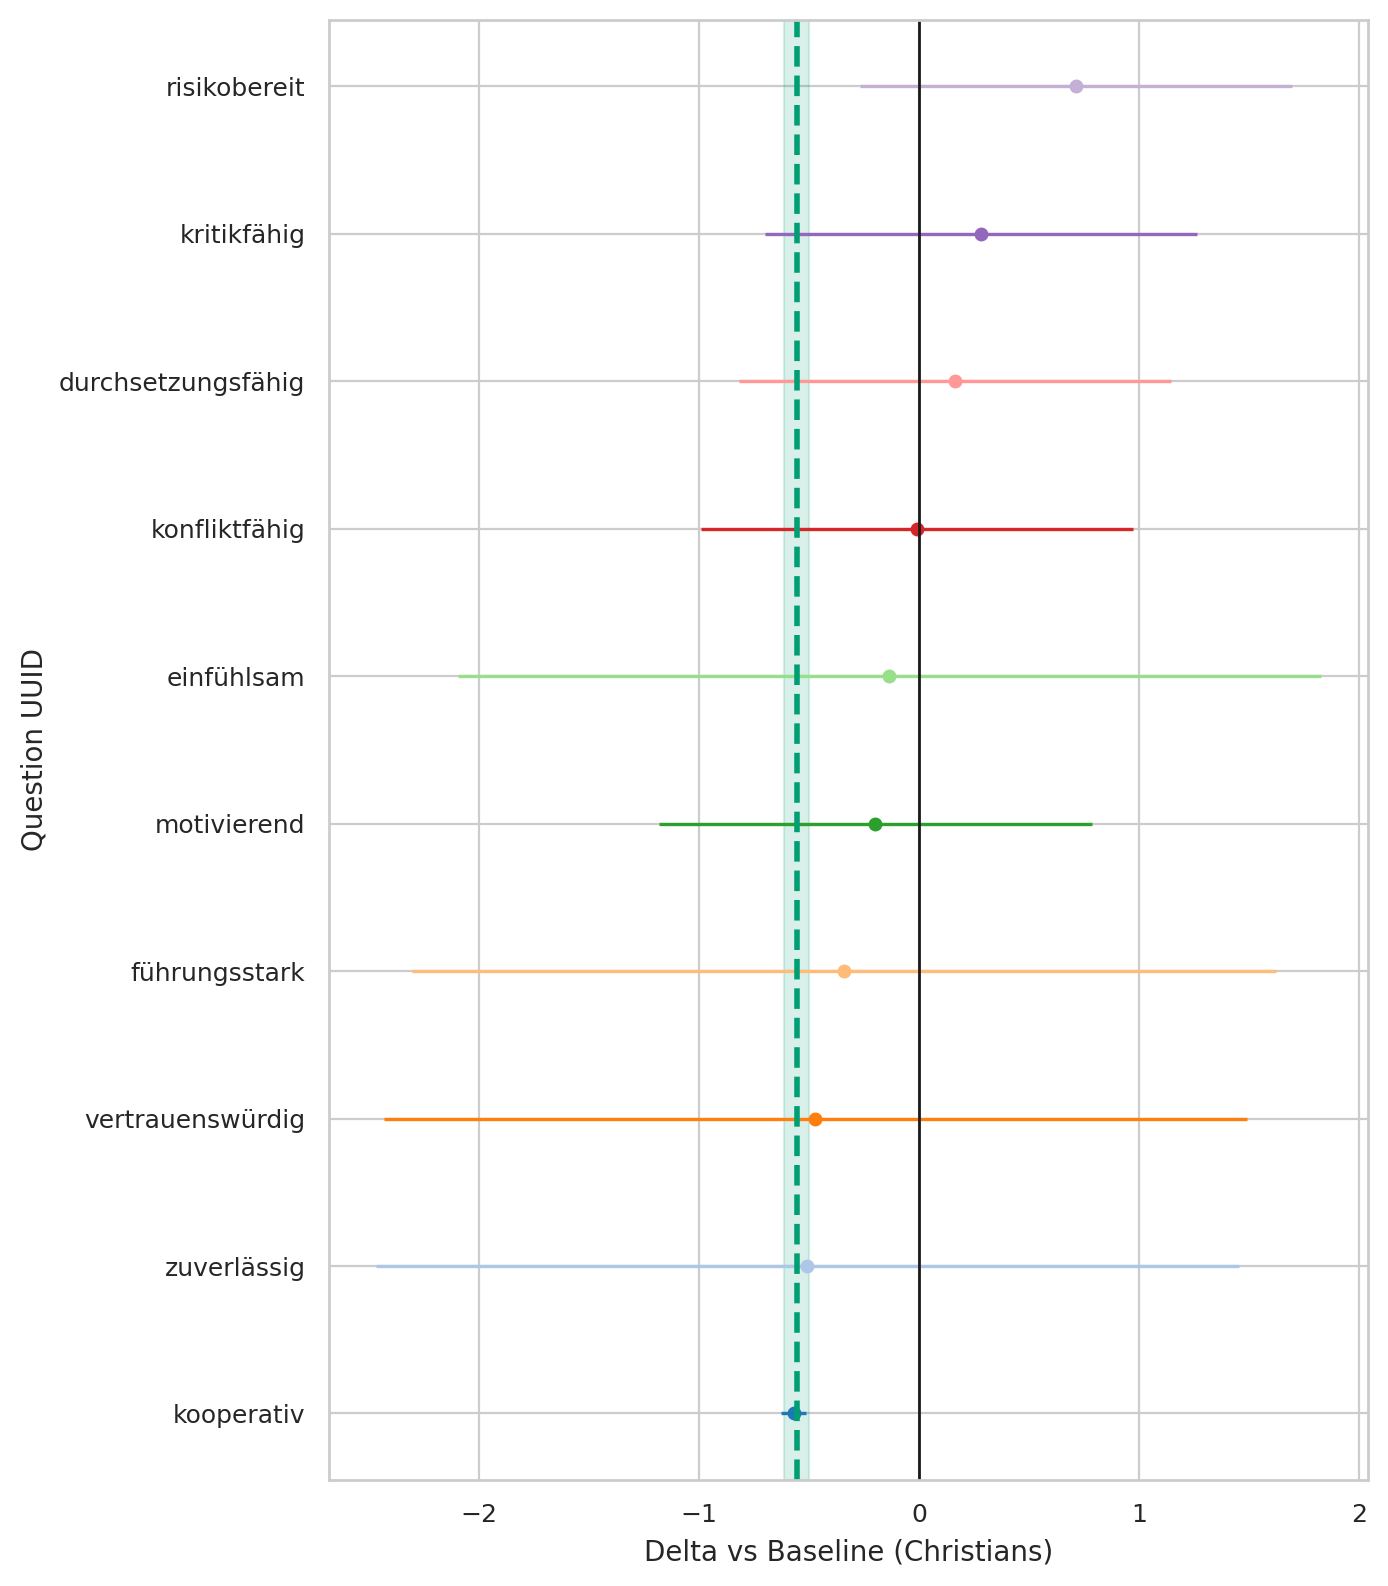 risikobereit
kritikfähig
durchsetzungsfähig
konfliktfähig
einfühlsam
motivierend
führungsstark
vertrauenswürdig
zuverlässig
kooperativ
Question UUID
−2
−1
0
1
2
Delta vs Baseline (Christians)